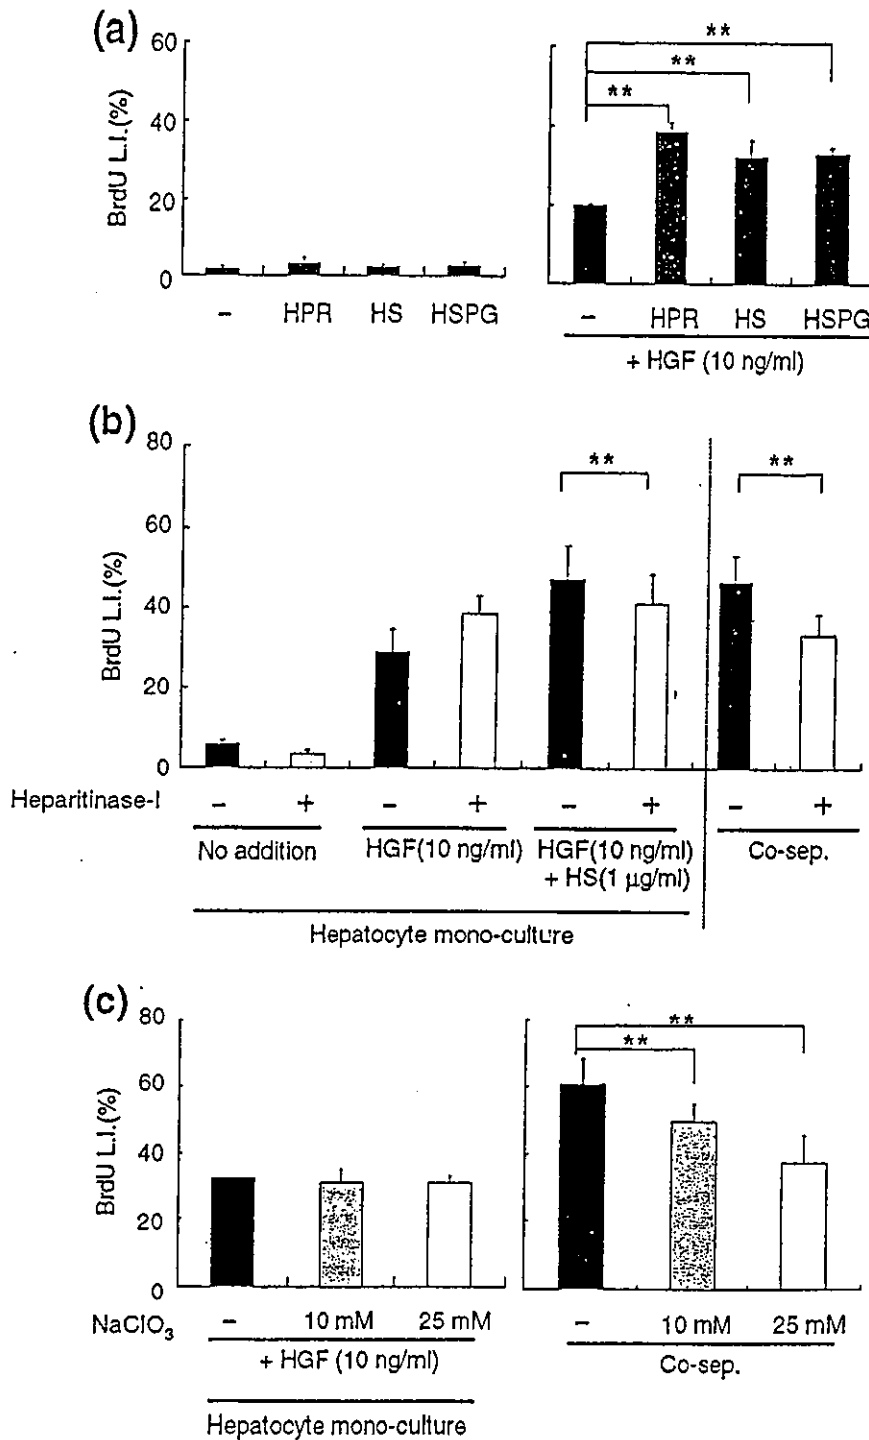 (a)
60
40
20
0
BrdU L.I.(%)
– HPR HS HSPG
** ** **
– HPR HS HSPG
+ HGF (10 ng/ml)
(b)
80
60
40
20
0
BrdU L.I.(%)
** **
Heparitinase-I – + – + – + – +
No addition HGF(10 ng/ml) HGF(10 ng/ml) Co-sep.
+ HS(1 μg/ml)
Hepatocyte mono-culture
(c)
80
60
40
20
0
BrdU L.I.(%)
** **
NaClO3 – 10 mM 25 mM – 10 mM 25 mM
+ HGF (10 ng/ml) Co-sep.
Hepatocyte mono-culture